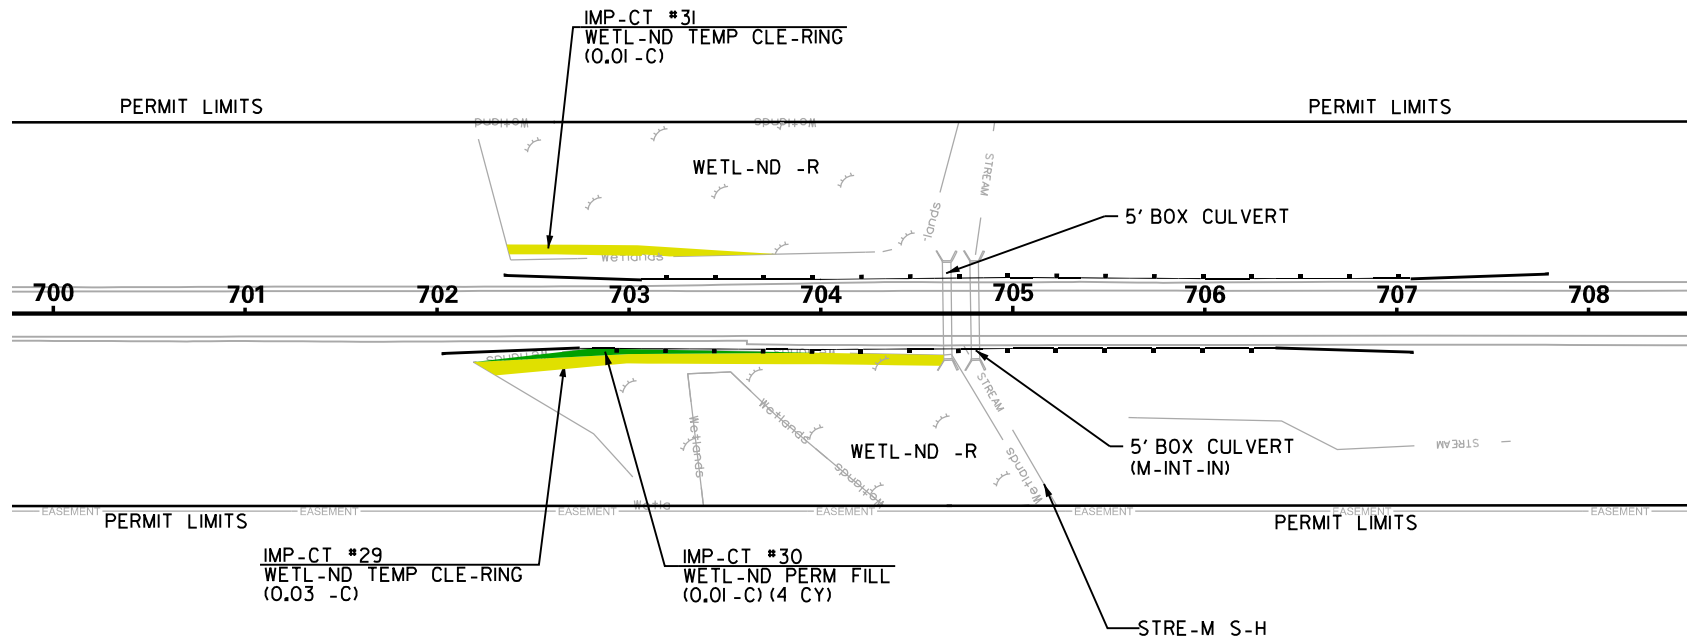 IMP-CT #31
WETL-ND TEMP CLE-RING
(0.01 -C)
PERMIT LIMITS
PERMIT LIMITS
Wetland
Wetlands
WETL-ND -R
STREAM
-lands
5' BOX CULVERT
Wetlands
700 701 702 703 704 705 706 707 708
STREAM
Wetlands
Wetlands
WETL-ND -R
Wetlands
Wetlands
5' BOX CULVERT
(M-INT-IN)
STREAM
Wetla
EASEMENT EASEMENT EASEMENT EASEMENT EASEMENT EASEMENT EASEMENT
PERMIT LIMITS
PERMIT LIMITS
IMP-CT #29
WETL-ND TEMP CLE-RING
(0.03 -C)
IMP-CT #30
WETL-ND PERM FILL
(0.01 -C) (4 CY)
STRE-M S-H